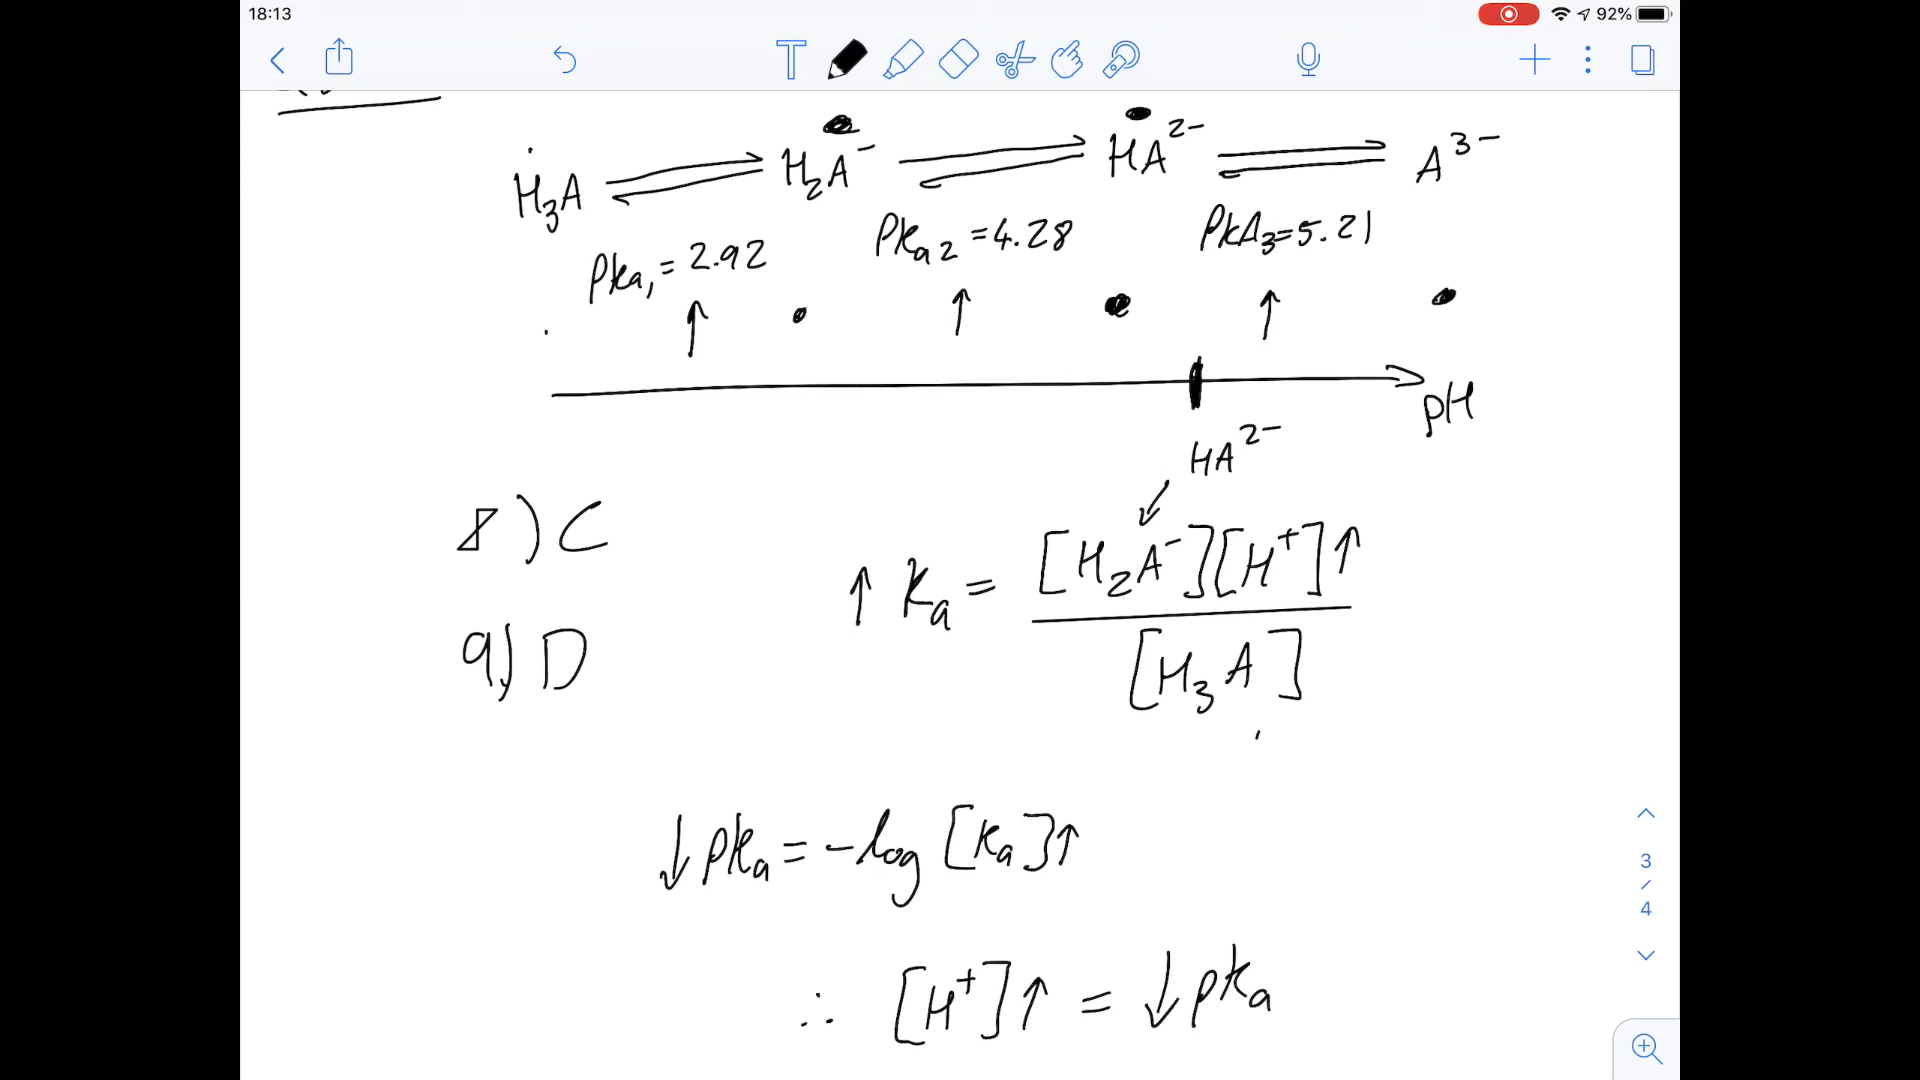 18:13
92%
H₃A ⇌ H₂A⁻ ⇌ HA²⁻ ⇌ A³⁻
Pka₁ = 2.92
Pka₂ = 4.28
PkA₃ = 5.21
↑ ↑ ↑
pH
HA²⁻
8) C
↑ Ka = [H₂A⁻][H⁺]↑
[H₃A]
9) D
↓ pka = -log [Ka]↑
∴ [H⁺]↑ = ↓ pka
3
/
4